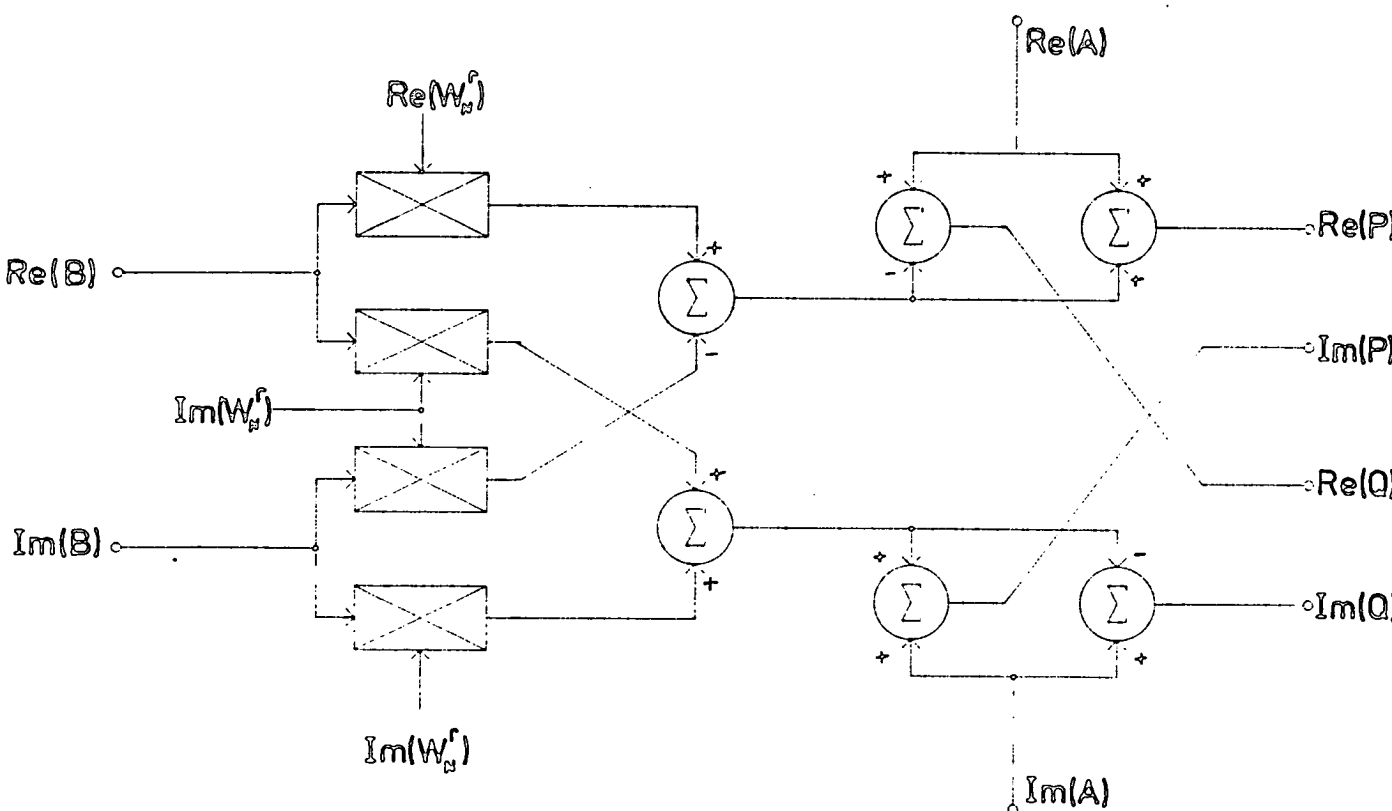 Re(A)
Re(W_N^r)
+ +
Σ Σ Re(P)
+ - +
Re(B)
Σ
-
Im(P)
Im(W_N^r)
Re(Q)
+
Im(B)
Σ
+
+ -
Σ Σ Im(Q)
+ +
Im(W_N^r)
Im(A)